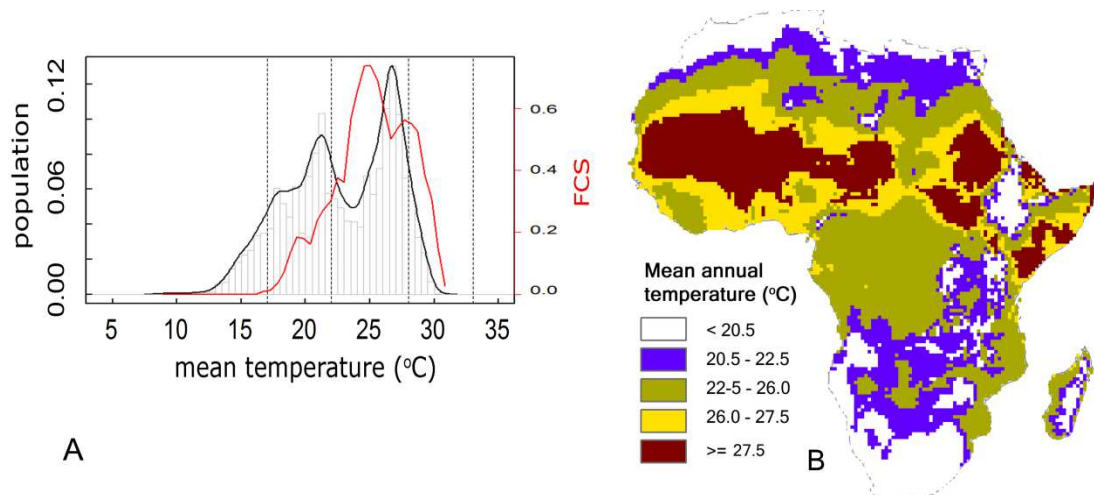 0.12
0.06
0.00
population
0.6
0.4
0.2
0.0
FCS
5
10
15
20
25
30
35
mean temperature (°C)
A
Mean annual
temperature (°C)
< 20.5
20.5 - 22.5
22-5 - 26.0
26.0 - 27.5
>= 27.5
B